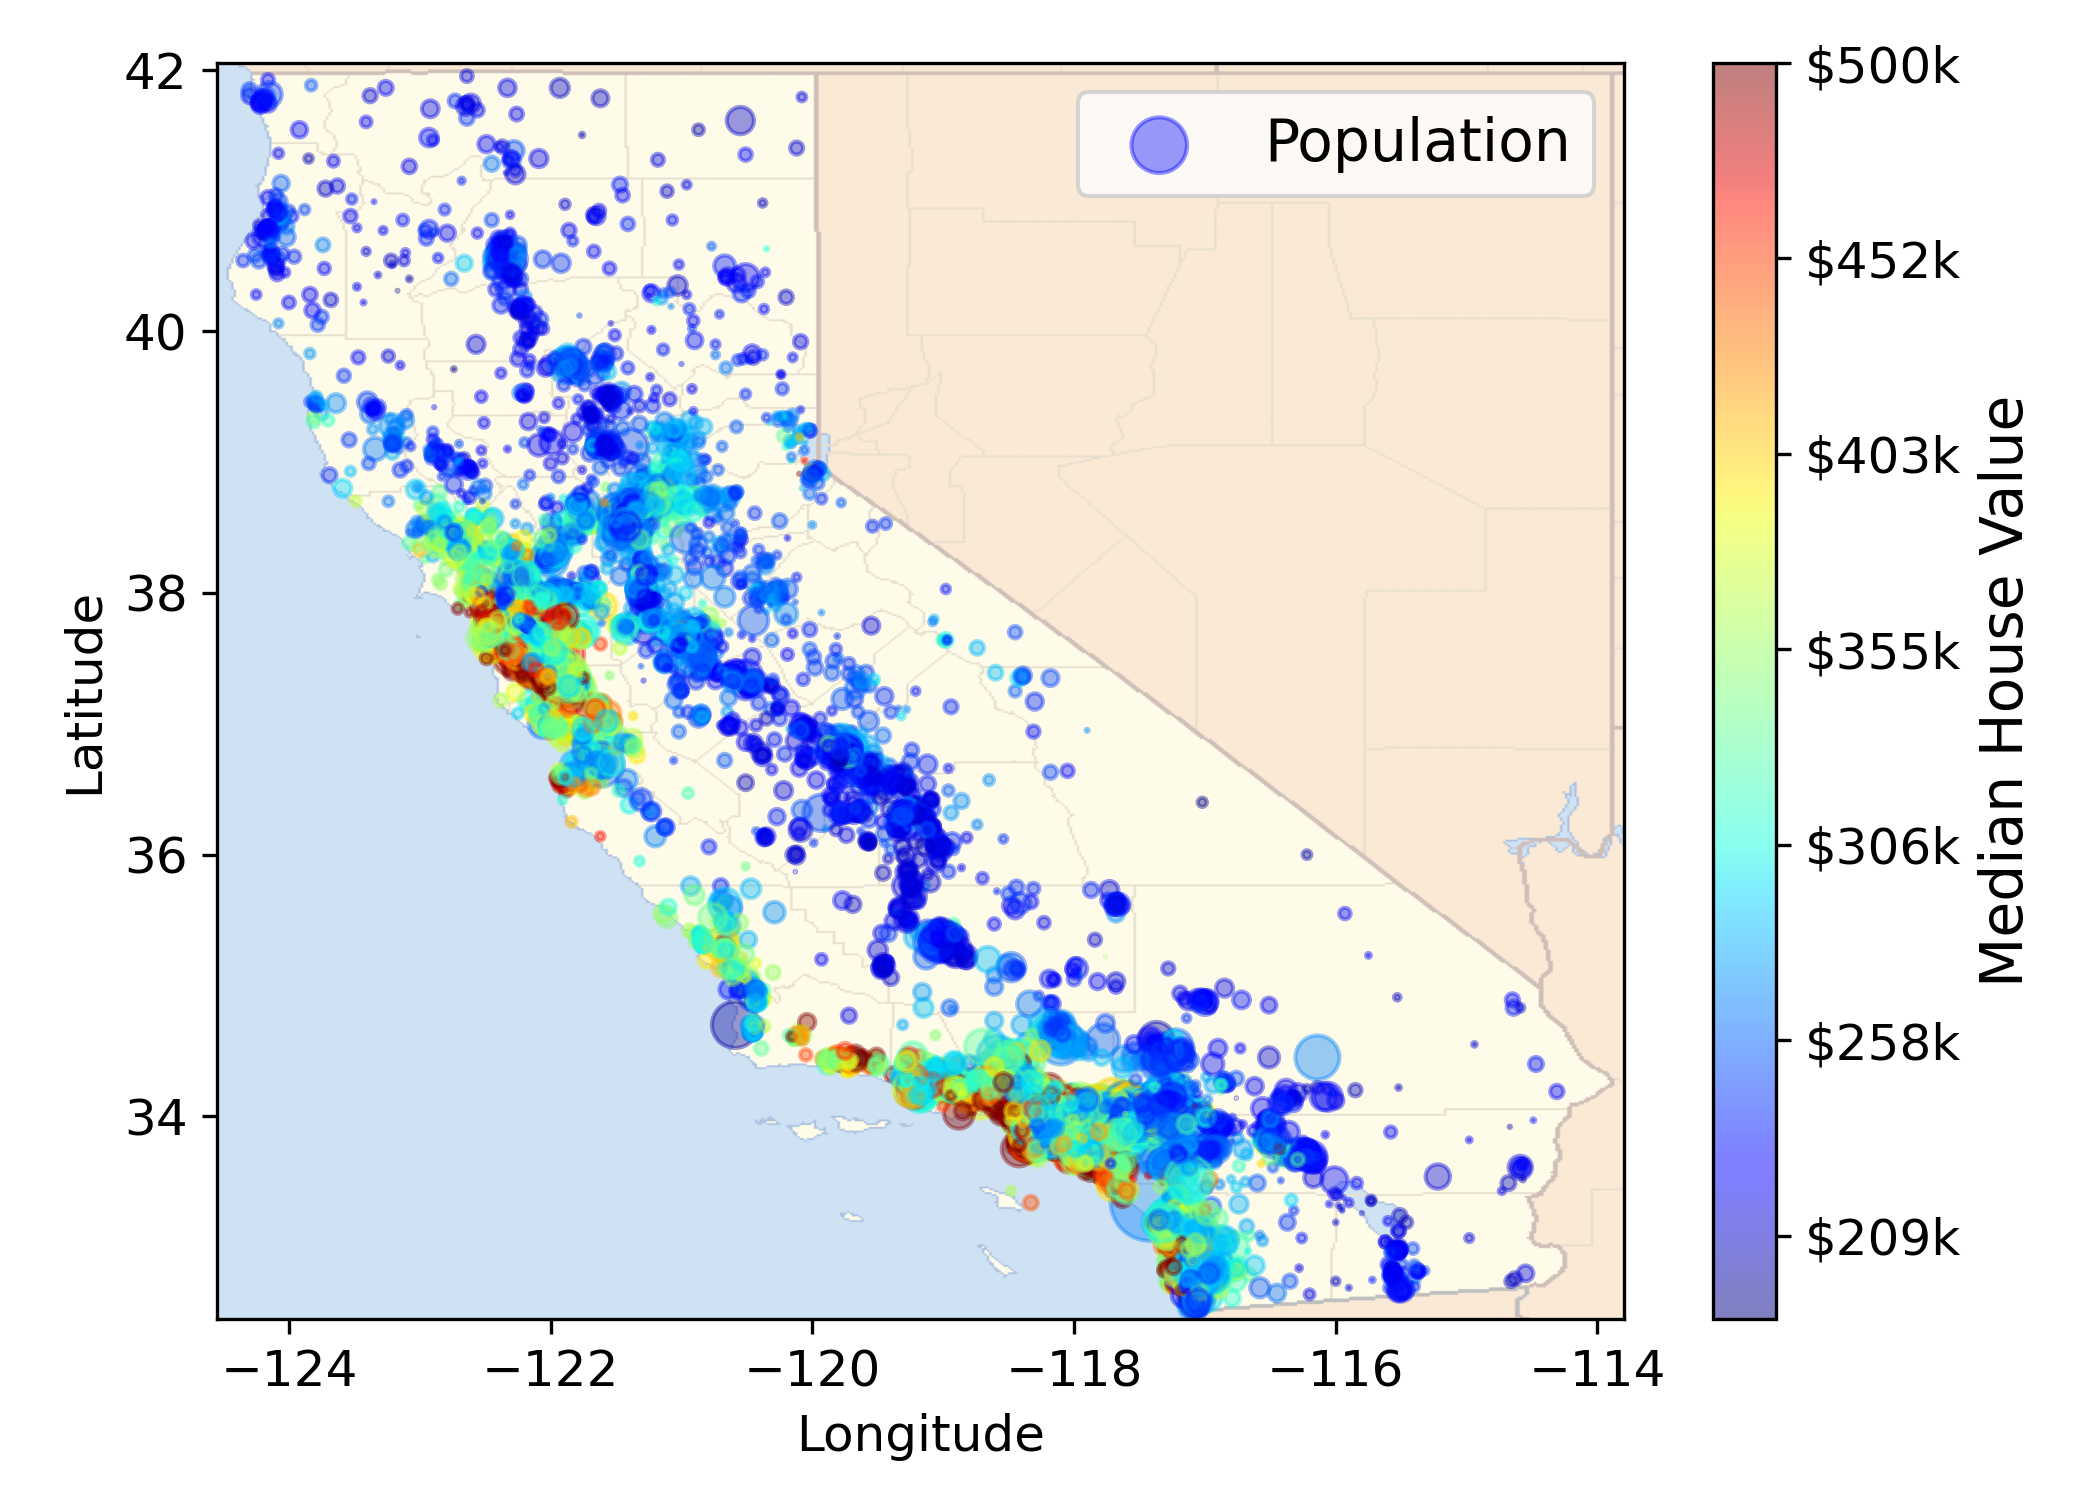 42
40
38
36
34
Latitude
−124
−122
−120
−118
−116
−114
Longitude
Population
$500k
$452k
$403k
$355k
$306k
$258k
$209k
Median House Value